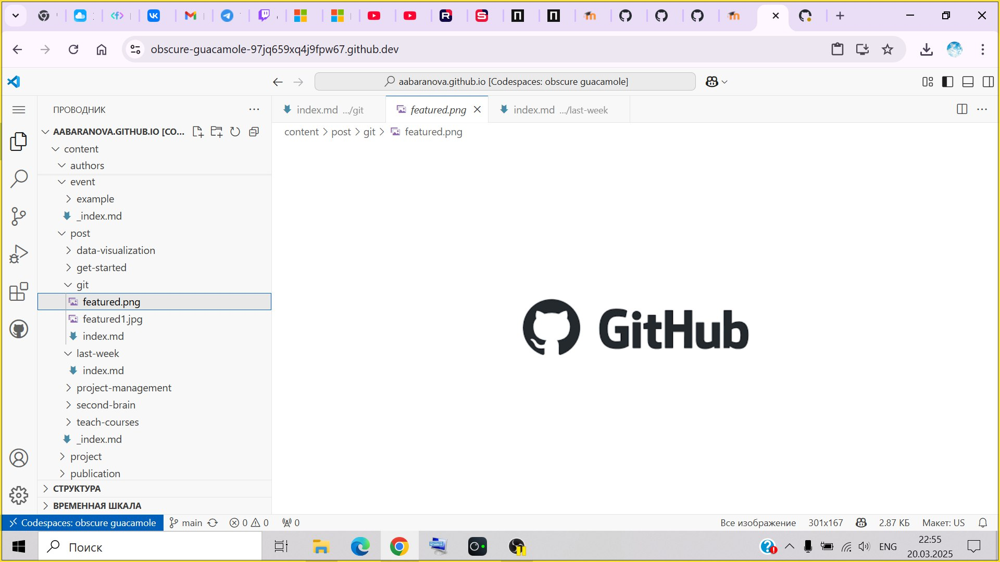 obscure-guacamole-97jq659xq4j9fpw67.github.dev
aabaranova.github.io [Codespaces: obscure guacamole]
ПРОВОДНИК
index.md .../git
featured.png
index.md .../last-week
AABARANOVA.GITHUB.IO [CO...
content > post > git > featured.png
content
authors
event
example
_index.md
post
data-visualization
get-started
git
featured.png
featured1.jpg
index.md
last-week
index.md
project-management
second-brain
teach-courses
_index.md
project
publication
СТРУКТУРА
ВРЕМЕННАЯ ШКАЛА
GitHub
Codespaces: obscure guacamole
main
0 0
0
Все изображение
301x167
2.87 КБ
Макет: US
Поиск
ENG
22:55
20.03.2025